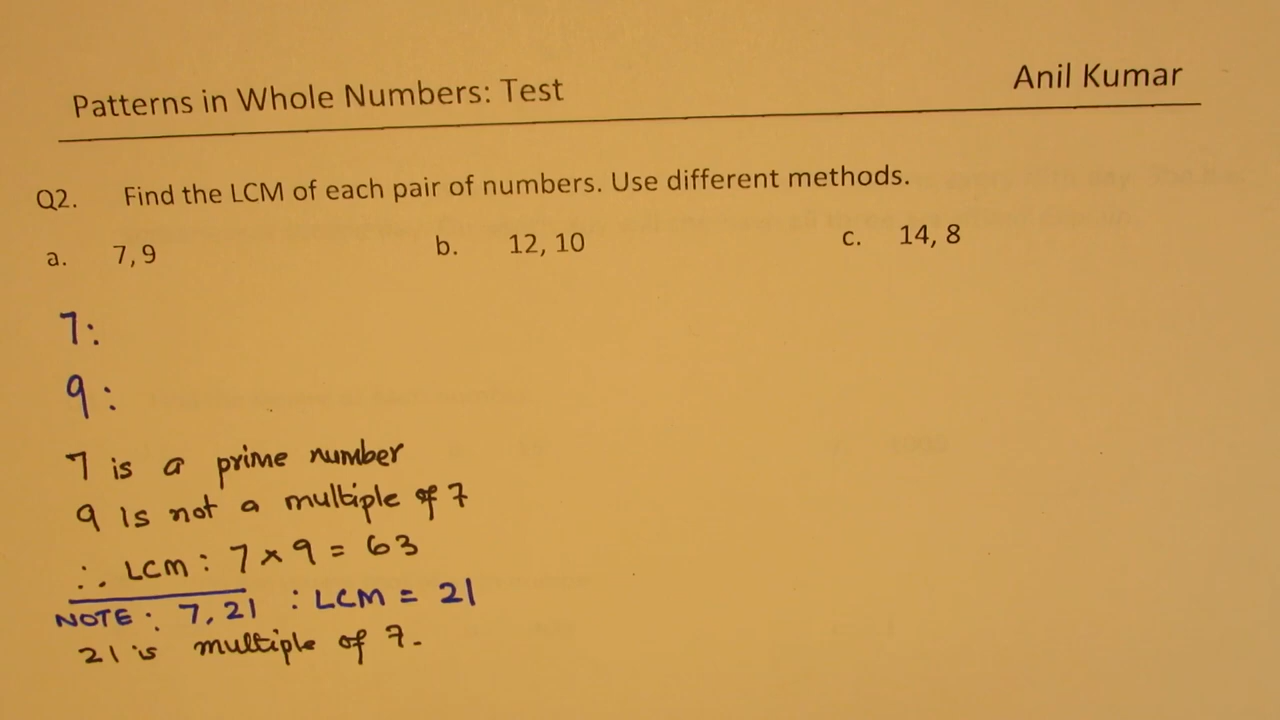 Patterns in Whole Numbers: Test
Anil Kumar
Q2. Find the LCM of each pair of numbers. Use different methods.
a. 7, 9 b. 12, 10 c. 14, 8
7:
9:
7 is a prime number
9 is not a multiple of 7
∴ LCM : 7 × 9 = 63
NOTE : 7, 21 : LCM = 21
21 is multiple of 7.